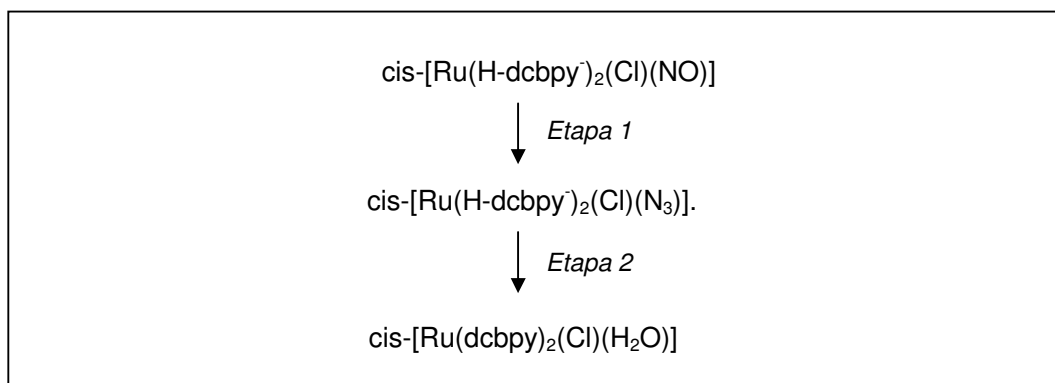 cis-[Ru(H-dcbpy⁻)₂(Cl)(NO)]
Etapa 1
cis-[Ru(H-dcbpy⁻)₂(Cl)(N₃)].
Etapa 2
cis-[Ru(dcbpy)₂(Cl)(H₂O)]